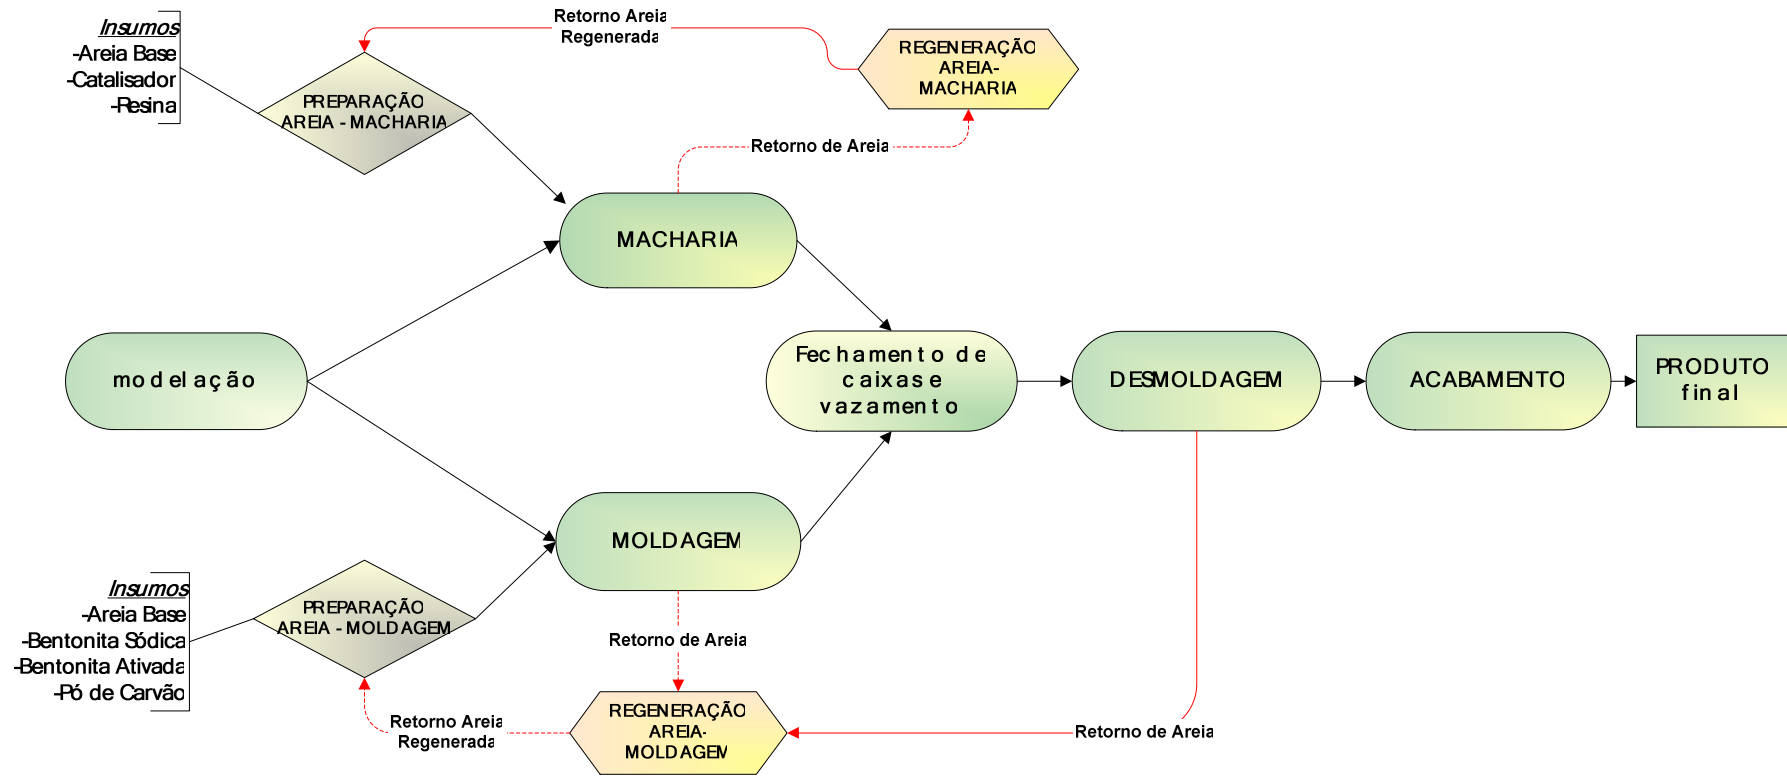 Insumos
-Areia Base
-Catalisador
-Resina
PREPARAÇÃO
AREIA - MACHARIA
Retorno Areia
Regenerada
REGENERAÇÃO
AREIA-
MACHARIA
Retorno de Areia
MACHARIA
modelação
Fechamento de
caixas e
vazamento
DESMOLDAGEM
ACABAMENTO
PRODUTO
final
MOLDAGEM
Insumos
-Areia Base
-Bentonita Sódica
-Bentonita Ativada
-Pó de Carvão
PREPARAÇÃO
AREIA - MOLDAGEM
Retorno de Areia
Retorno Areia
Regenerada
REGENERAÇÃO
AREIA-
MOLDAGEM
Retorno de Areia